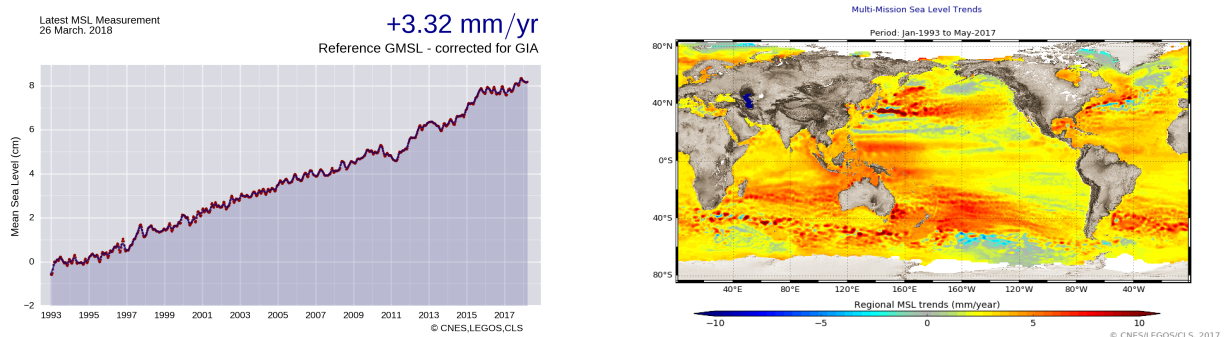 Latest MSL Measurement
26 March. 2018
+3.32 mm/yr
Reference GMSL - corrected for GIA
Mean Sea Level (cm)
8
6
4
2
0
−2
1993 1995 1997 1999 2001 2003 2005 2007 2009 2011 2013 2015 2017
© CNES,LEGOS,CLS
Multi-Mission Sea Level Trends
Period: Jan-1993 to May-2017
80°N
40°N
0°S
40°S
80°S
40°E 80°E 120°E 160°E 160°W 120°W 80°W 40°W
Regional MSL trends (mm/year)
−10 −5 0 5 10
© CNES/LEGOS/CLS, 2017